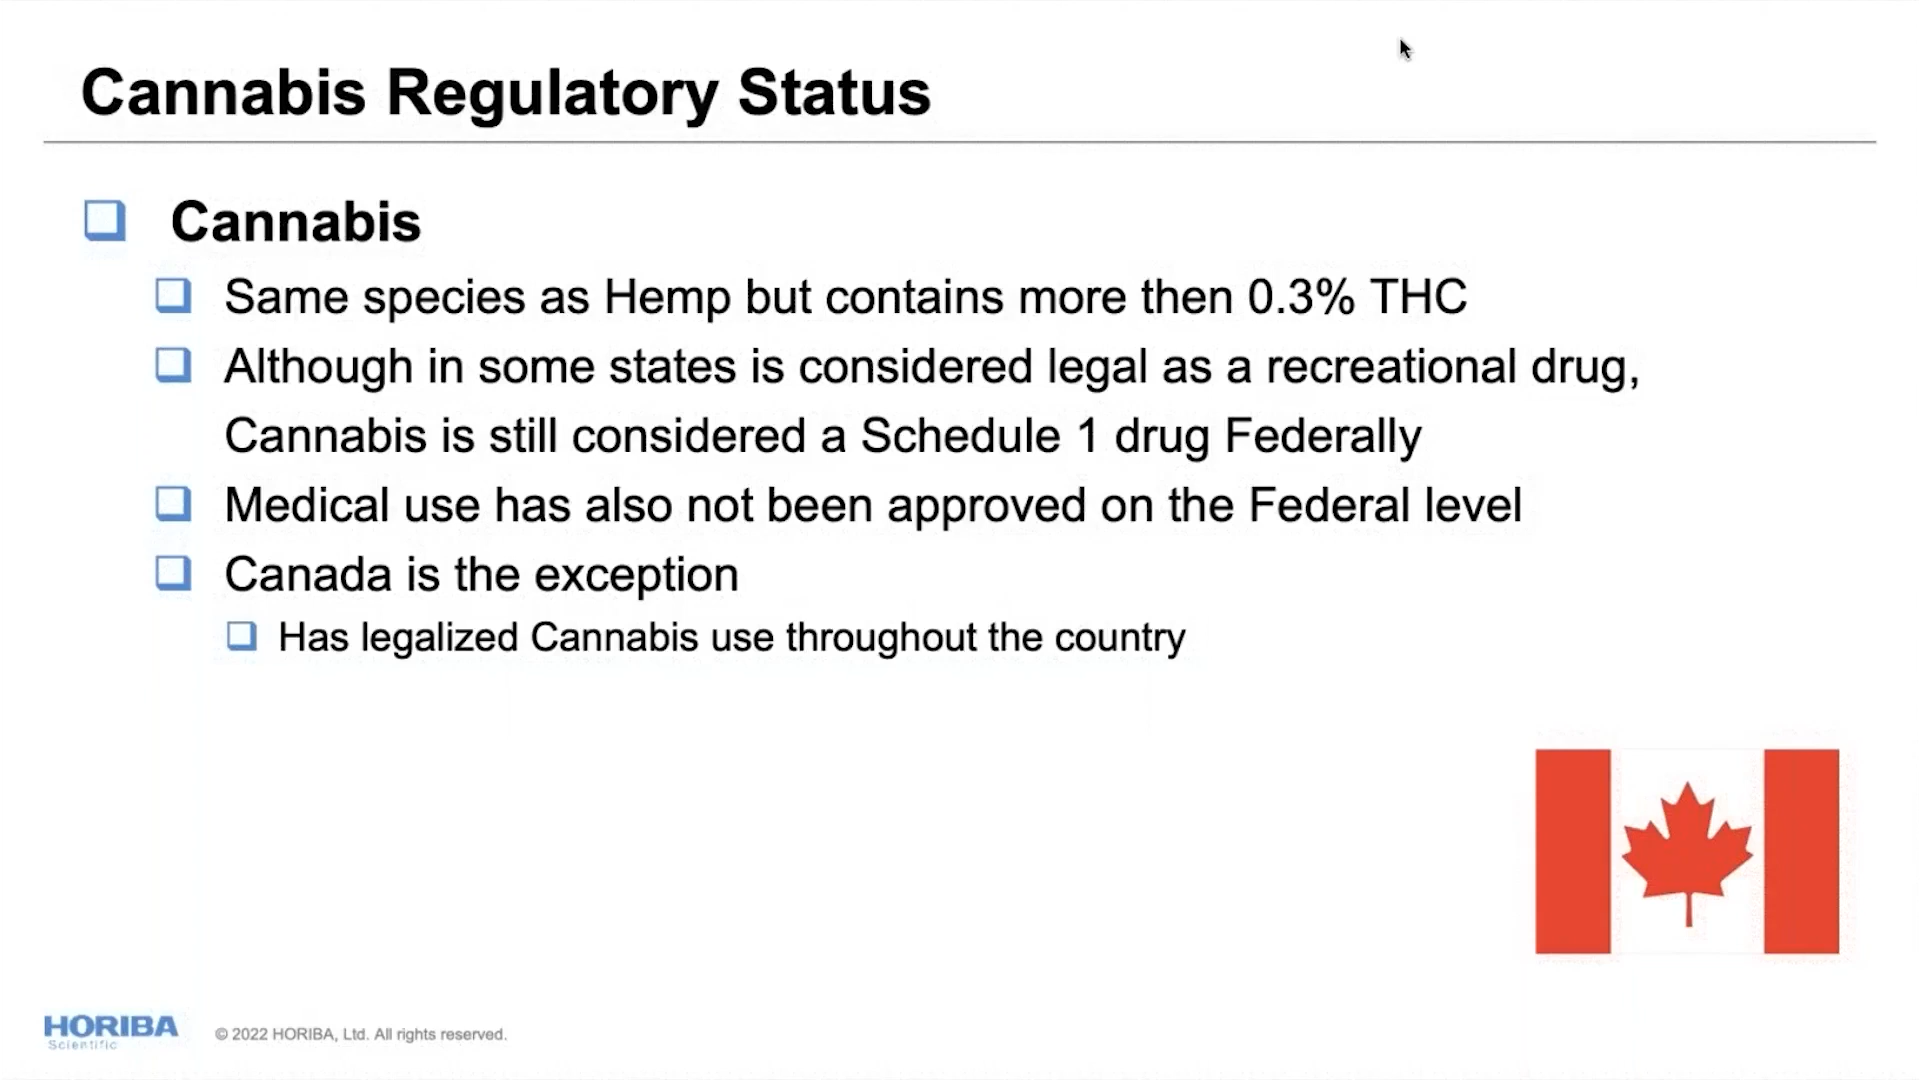 Cannabis Regulatory Status
Cannabis
Same species as Hemp but contains more then 0.3% THC
Although in some states is considered legal as a recreational drug,
Cannabis is still considered a Schedule 1 drug Federally
Medical use has also not been approved on the Federal level
Canada is the exception
Has legalized Cannabis use throughout the country
HORIBA
Scientific
© 2022 HORIBA, Ltd. All rights reserved.